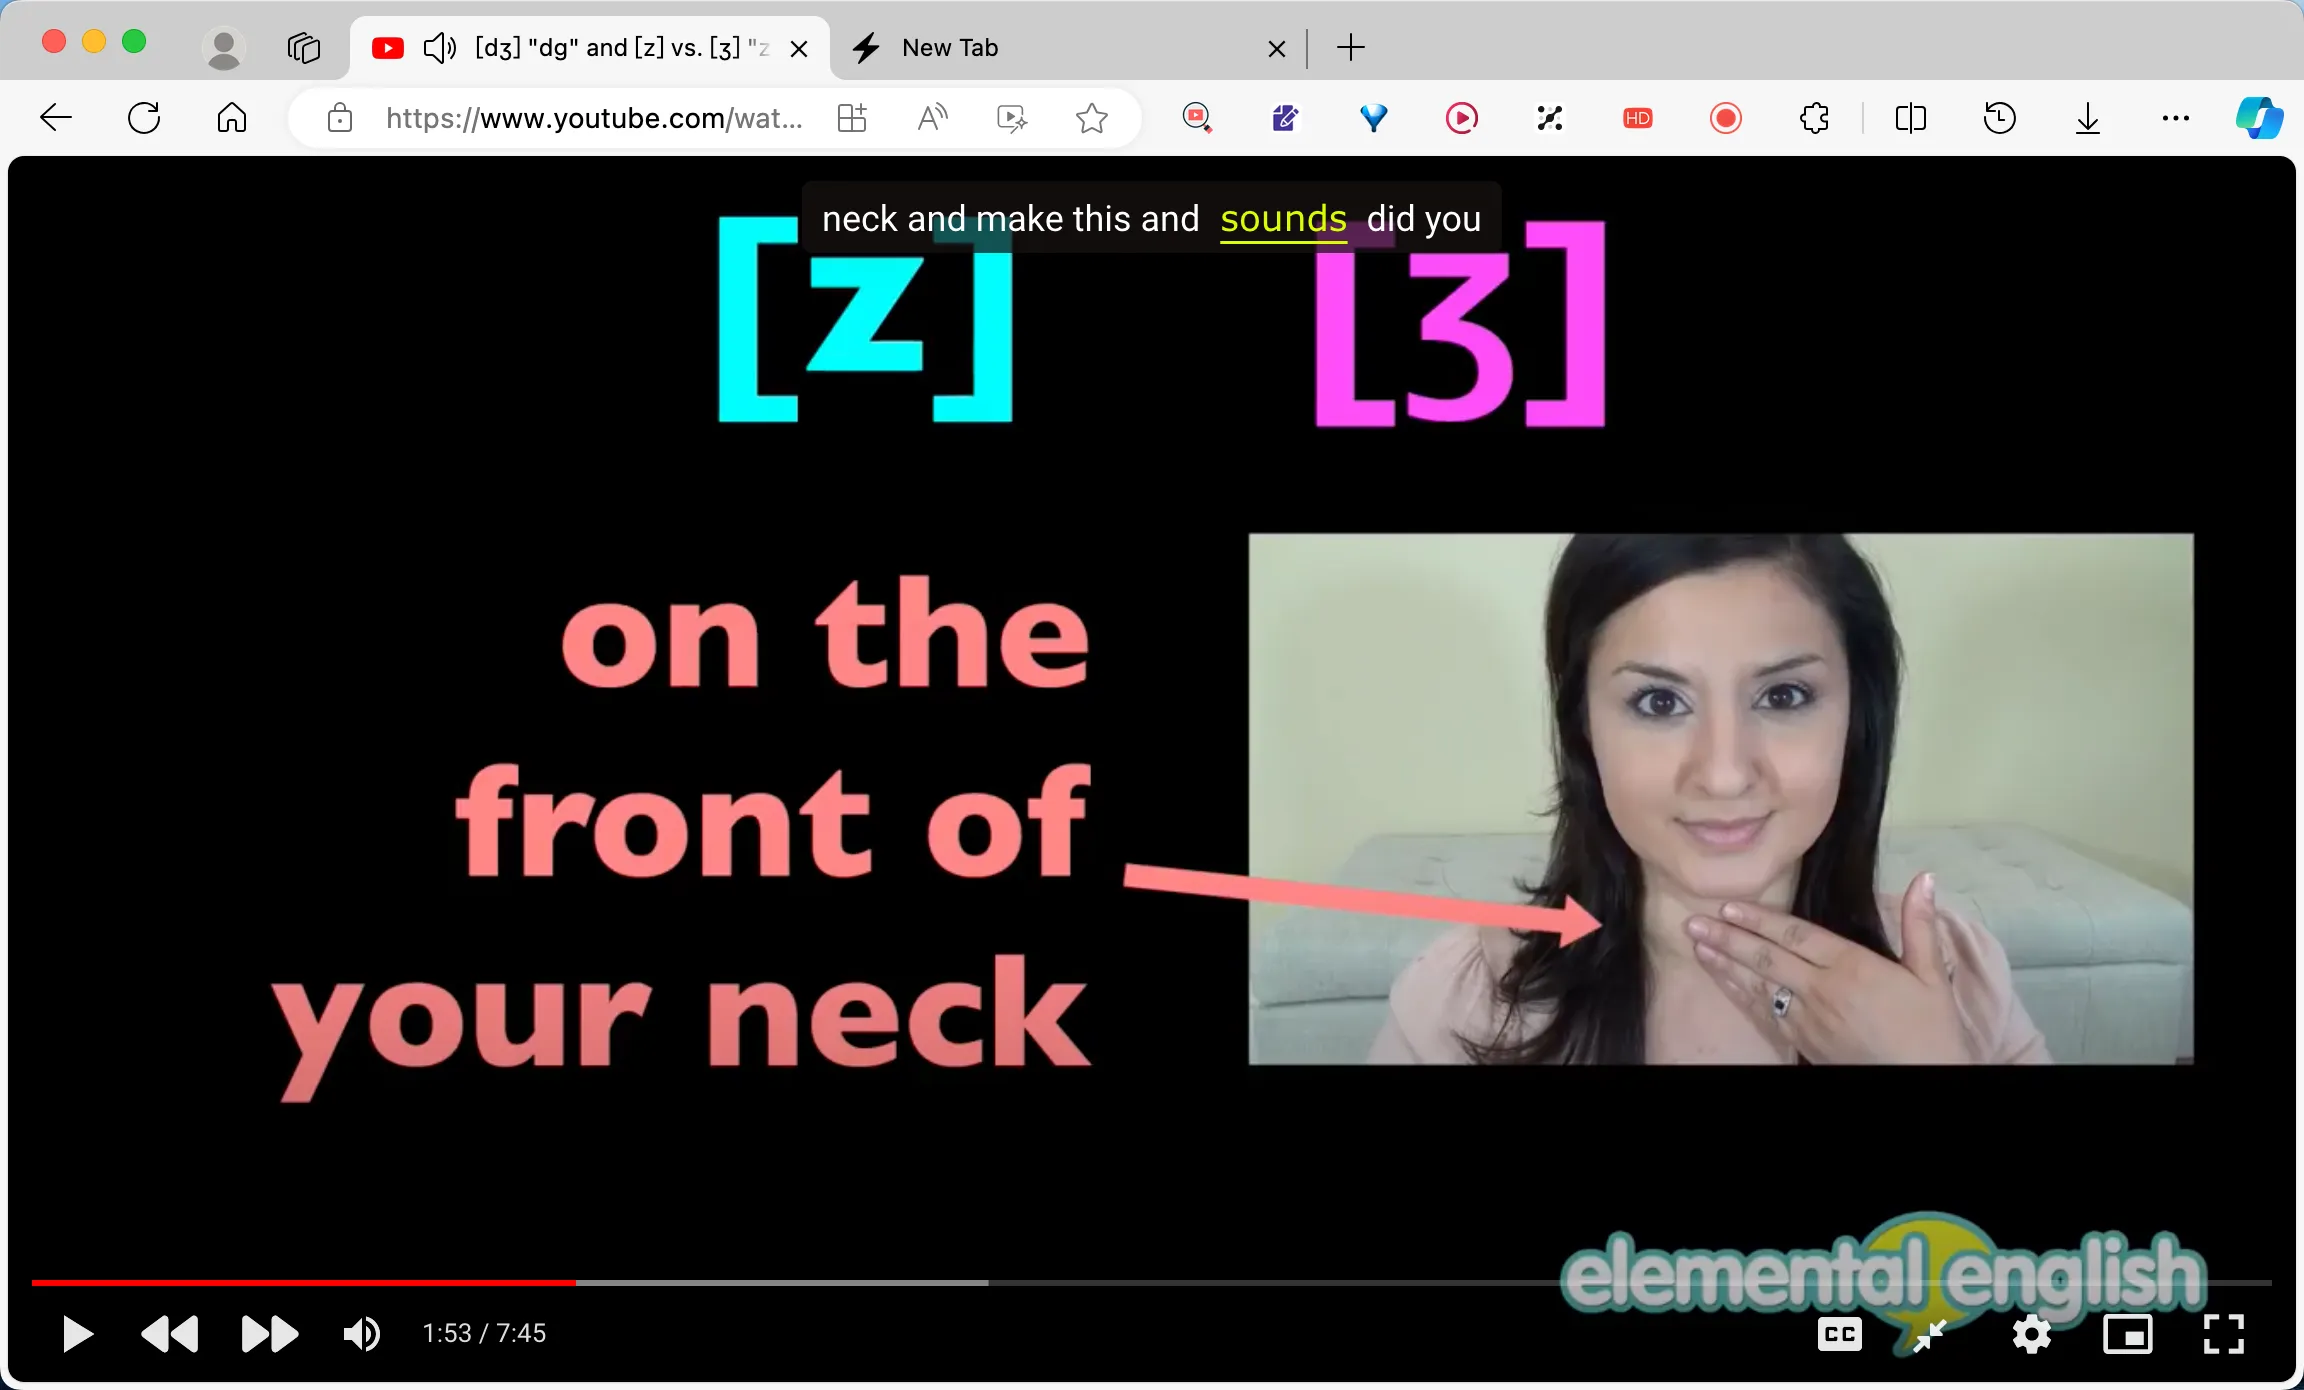 [dʒ] "dg" and [z] vs. [ʒ] "z
New Tab
https://www.youtube.com/wat...
HD
neck and make this and sounds did you
[z] [ʒ]
on the
front of
your neck
elemental english
1:53 / 7:45
CC